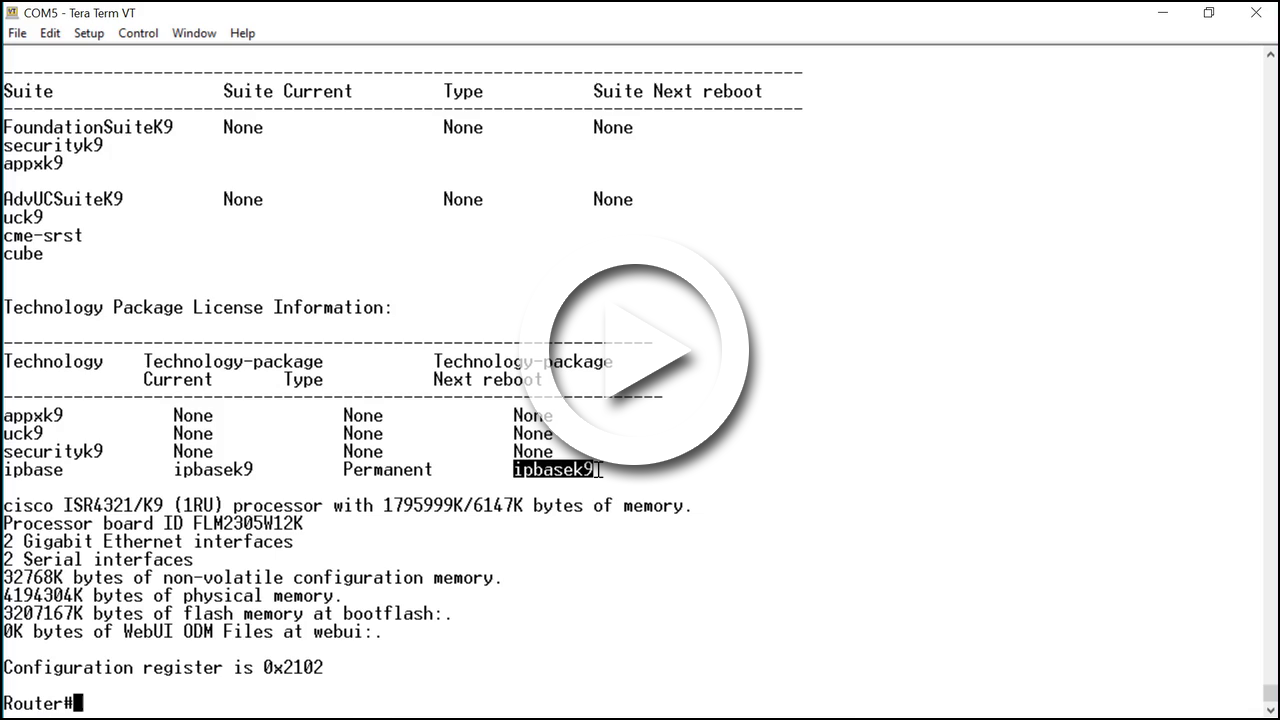 COM5 - Tera Term VT
File Edit Setup Control Window Help
--------------------------------------------------------------------------------
Suite                 Suite Current         Type           Suite Next reboot
--------------------------------------------------------------------------------
FoundationSuiteK9     None                  None           None
securityk9
appxk9
AdvUCSuiteK9          None                  None           None
uck9
cme-srst
cube
Technology Package License Information:
-----------------------------------------------------------------
Technology    Technology-package           Technology-package
              Current       Type           Next reboot
------------------------------------------------------------------
appxk9           None             None             None
uck9             None             None             None
securityk9       None             None             None
ipbase           ipbasek9         Permanent        ipbasek9
cisco ISR4321/K9 (1RU) processor with 1795999K/6147K bytes of memory.
Processor board ID FLM2305W12K
2 Gigabit Ethernet interfaces
2 Serial interfaces
32768K bytes of non-volatile configuration memory.
4194304K bytes of physical memory.
3207167K bytes of flash memory at bootflash:.
0K bytes of WebUI ODM Files at webui:.
Configuration register is 0x2102
Router#